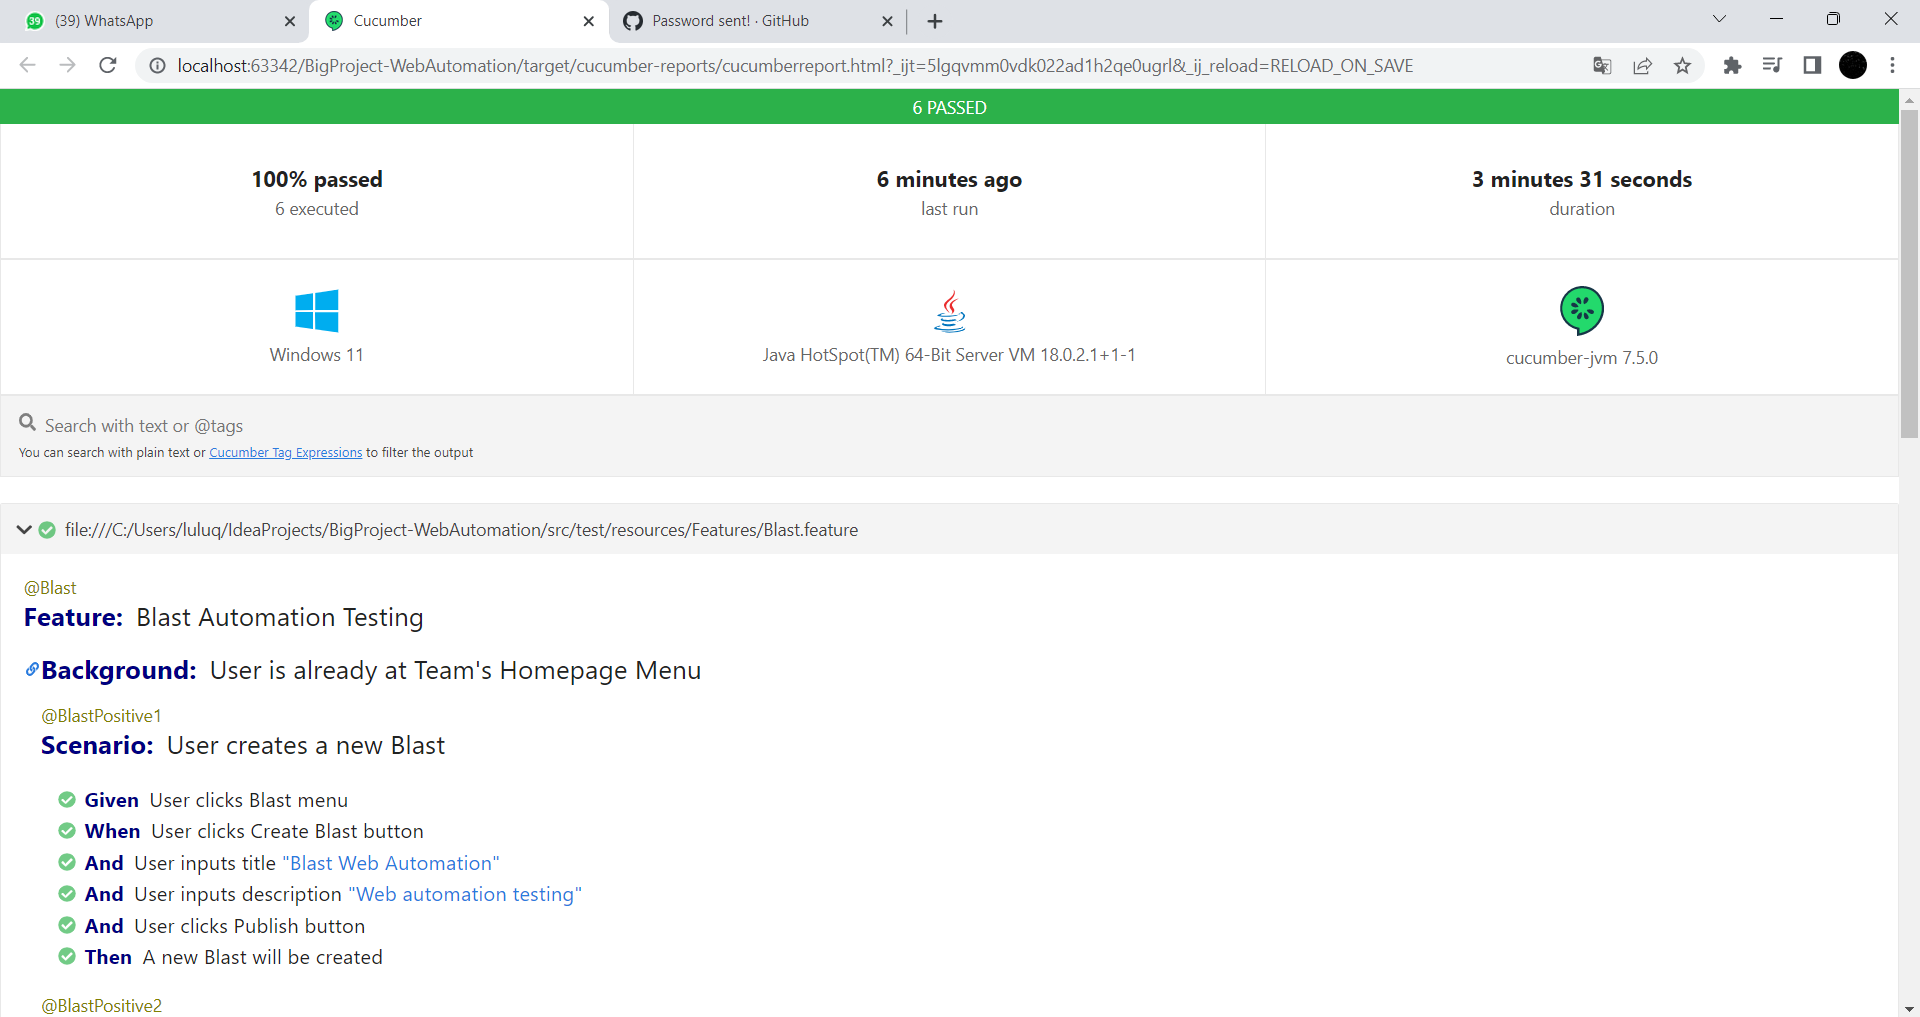 39 (39) WhatsApp
Cucumber
Password sent! · GitHub
localhost:63342/BigProject-WebAutomation/target/cucumber-reports/cucumberreport.html?_ijt=5lgqvmm0vdk022ad1h2qe0ugrl&_ij_reload=RELOAD_ON_SAVE
6 PASSED
100% passed
6 executed
6 minutes ago
last run
3 minutes 31 seconds
duration
Windows 11
Java HotSpot(TM) 64-Bit Server VM 18.0.2.1+1-1
cucumber-jvm 7.5.0
Search with text or @tags
You can search with plain text or Cucumber Tag Expressions to filter the output
file:///C:/Users/luluq/IdeaProjects/BigProject-WebAutomation/src/test/resources/Features/Blast.feature
@Blast
Feature: Blast Automation Testing
Background: User is already at Team's Homepage Menu
@BlastPositive1
Scenario: User creates a new Blast
Given User clicks Blast menu
When User clicks Create Blast button
And User inputs title "Blast Web Automation"
And User inputs description "Web automation testing"
And User clicks Publish button
Then A new Blast will be created
@BlastPositive2